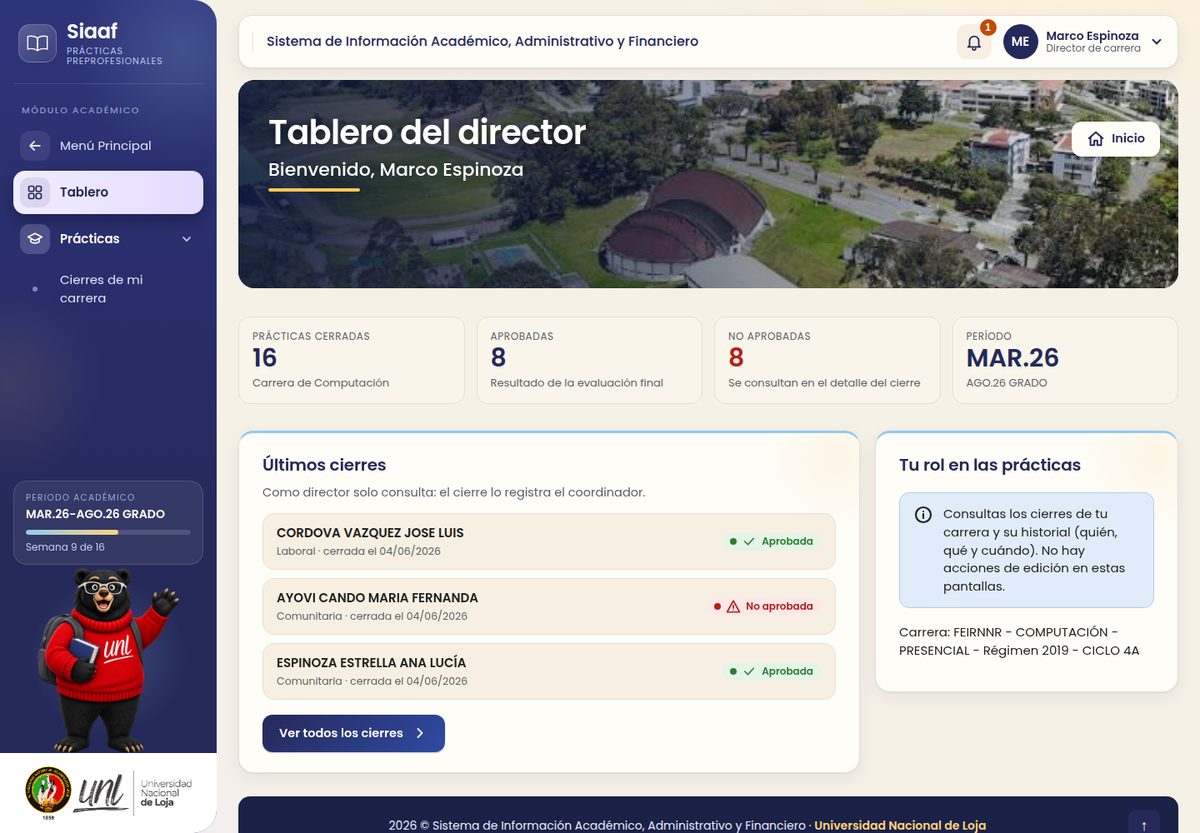 Siaaf
PRÁCTICAS
PREPROFESIONALES
MÓDULO ACADÉMICO
Menú Principal
Tablero
Prácticas
Cierres de mi
carrera
PERIODO ACADÉMICO
MAR.26-AGO.26 GRADO
Semana 9 de 16
unl
1859
unl
Universidad
Nacional
de Loja
Sistema de Información Académico, Administrativo y Financiero
1
ME
Marco Espinoza
Director de carrera
Tablero del director
Bienvenido, Marco Espinoza
Inicio
PRÁCTICAS CERRADAS
16
Carrera de Computación
APROBADAS
8
Resultado de la evaluación final
NO APROBADAS
8
Se consultan en el detalle del cierre
PERÍODO
MAR.26
AGO.26 GRADO
Últimos cierres
Como director solo consulta: el cierre lo registra el coordinador.
CORDOVA VAZQUEZ JOSE LUIS
Laboral · cerrada el 04/06/2026
Aprobada
AYOVI CANDO MARIA FERNANDA
Comunitaria · cerrada el 04/06/2026
No aprobada
ESPINOZA ESTRELLA ANA LUCÍA
Comunitaria · cerrada el 04/06/2026
Aprobada
Ver todos los cierres
Tu rol en las prácticas
Consultas los cierres de tu
carrera y su historial (quién,
qué y cuándo). No hay
acciones de edición en estas
pantallas.
Carrera: FEIRNNR - COMPUTACIÓN -
PRESENCIAL - Régimen 2019 - CICLO 4A
2026 © Sistema de Información Académico, Administrativo y Financiero · Universidad Nacional de Loja